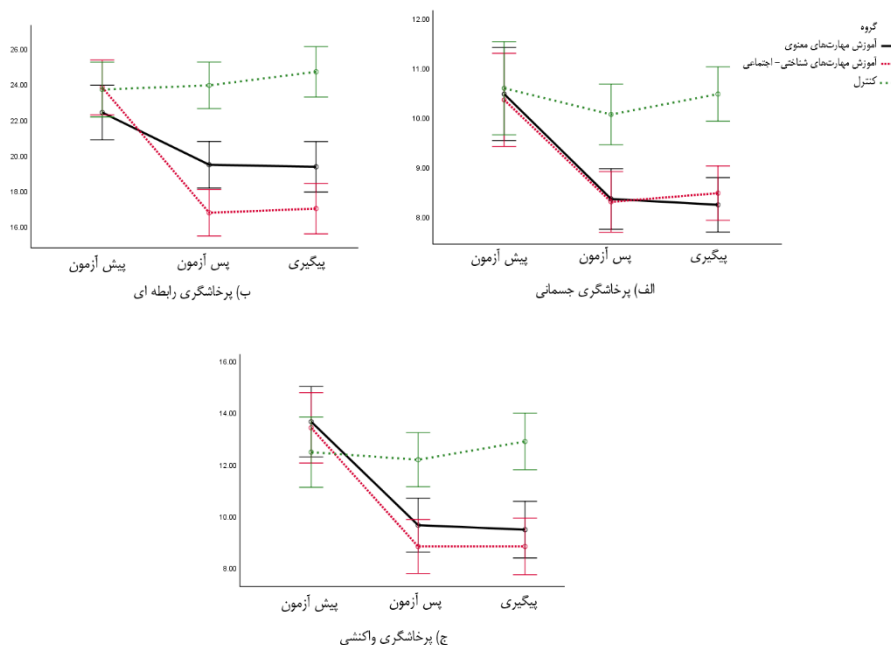 گروه
آموزش مهارت‌های معنوی
آموزش مهارت‌های شناختی- اجتماعی
کنترل
12.00
11.00
10.00
9.00
8.00
پیش آزمون
پس آزمون
پیگیری
الف) پرخاشگری جسمانی
26.00
24.00
22.00
20.00
18.00
16.00
پیش آزمون
پس آزمون
پیگیری
ب) پرخاشگری رابطه ای
16.00
14.00
12.00
10.00
8.00
پیش آزمون
پس آزمون
پیگیری
ج) پرخاشگری واکنشی